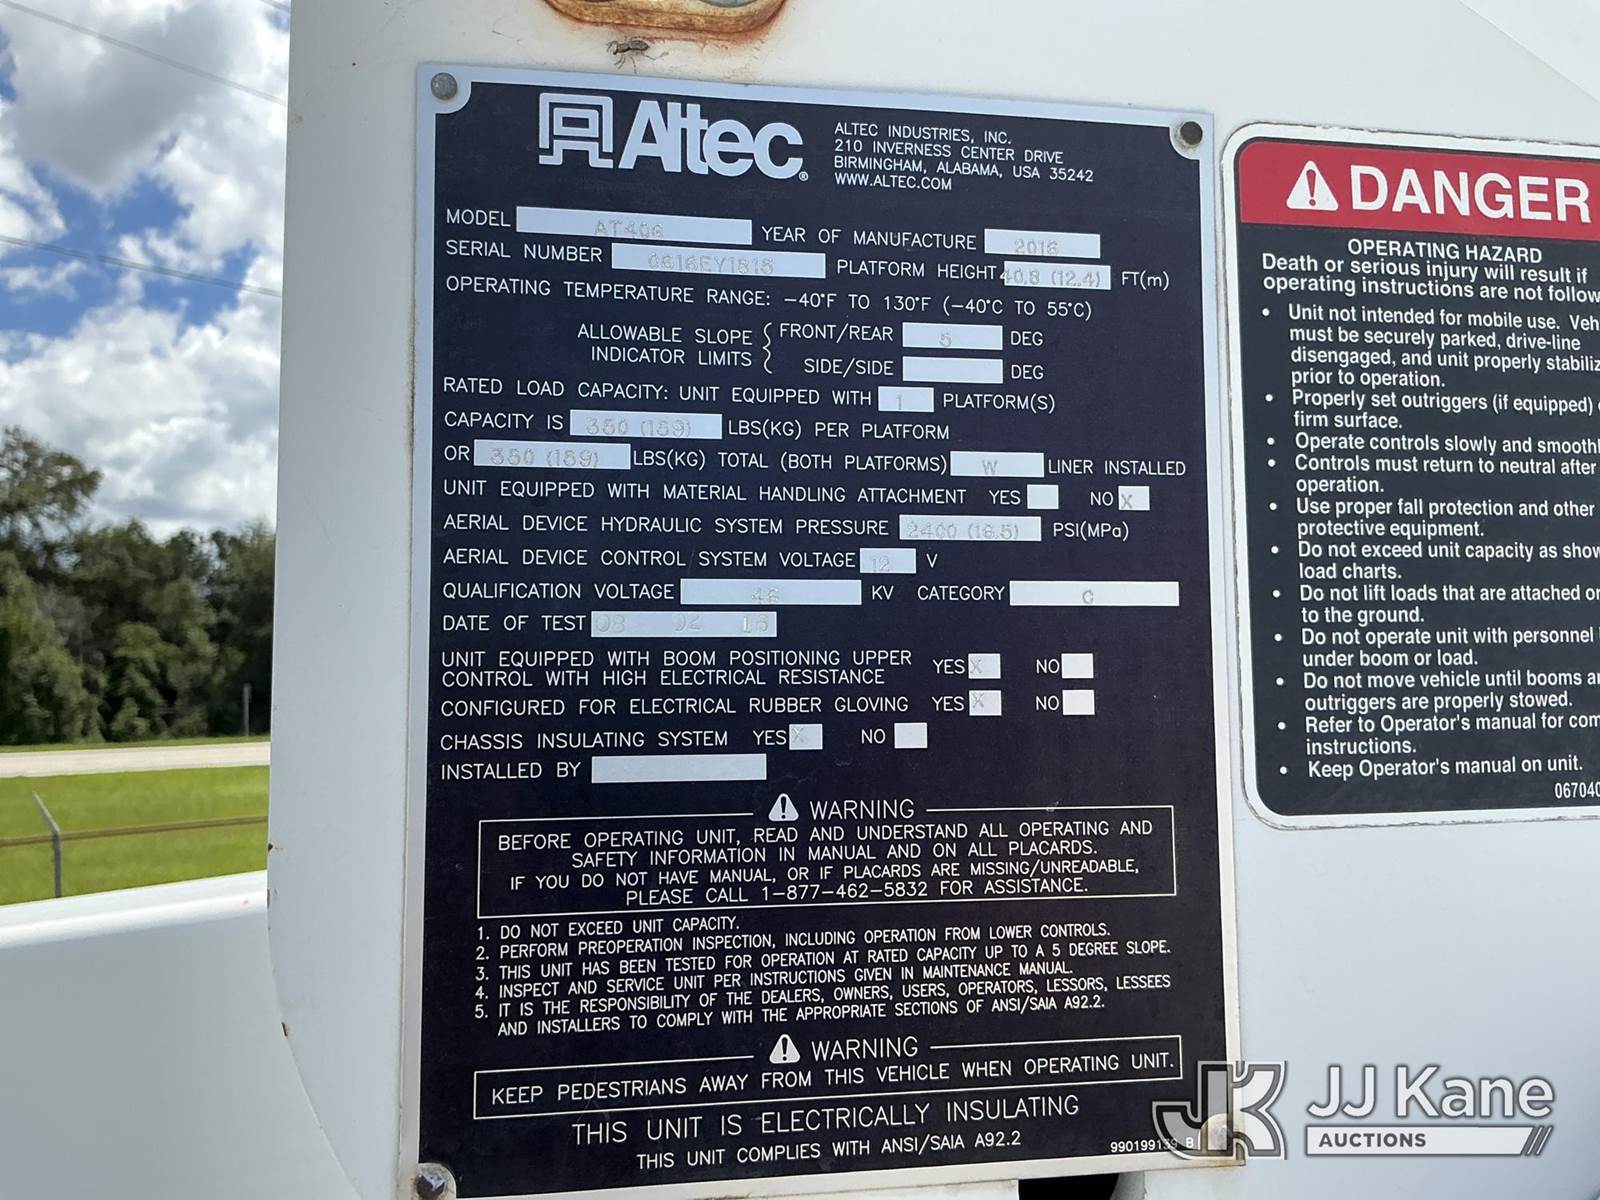 Altec®
ALTEC INDUSTRIES, INC.
210 INVERNESS CENTER DRIVE
BIRMINGHAM, ALABAMA, USA 35242
WWW.ALTEC.COM
MODEL AT40G YEAR OF MANUFACTURE 2016
SERIAL NUMBER 0616EY1815 PLATFORM HEIGHT 40.8 (12.4) FT(m)
OPERATING TEMPERATURE RANGE: -40°F TO 130°F (-40°C TO 55°C)
ALLOWABLE SLOPE INDICATOR LIMITS { FRONT/REAR 5 DEG
SIDE/SIDE DEG
RATED LOAD CAPACITY: UNIT EQUIPPED WITH 1 PLATFORM(S)
CAPACITY IS 350 (159) LBS(KG) PER PLATFORM
OR 350 (159) LBS(KG) TOTAL (BOTH PLATFORMS) W LINER INSTALLED
UNIT EQUIPPED WITH MATERIAL HANDLING ATTACHMENT YES NO X
AERIAL DEVICE HYDRAULIC SYSTEM PRESSURE 2400 (16.5) PSI(MPa)
AERIAL DEVICE CONTROL SYSTEM VOLTAGE 12 V
QUALIFICATION VOLTAGE 46 KV CATEGORY C
DATE OF TEST 08 02 16
UNIT EQUIPPED WITH BOOM POSITIONING UPPER
CONTROL WITH HIGH ELECTRICAL RESISTANCE YES X NO
CONFIGURED FOR ELECTRICAL RUBBER GLOVING YES X NO
CHASSIS INSULATING SYSTEM YES X NO
INSTALLED BY
WARNING
BEFORE OPERATING UNIT, READ AND UNDERSTAND ALL OPERATING AND
SAFETY INFORMATION IN MANUAL AND ON ALL PLACARDS.
IF YOU DO NOT HAVE MANUAL, OR IF PLACARDS ARE MISSING/UNREADABLE,
PLEASE CALL 1-877-462-5832 FOR ASSISTANCE.
1. DO NOT EXCEED UNIT CAPACITY.
2. PERFORM PREOPERATION INSPECTION, INCLUDING OPERATION FROM LOWER CONTROLS.
3. THIS UNIT HAS BEEN TESTED FOR OPERATION AT RATED CAPACITY UP TO A 5 DEGREE SLOPE.
4. INSPECT AND SERVICE UNIT PER INSTRUCTIONS GIVEN IN MAINTENANCE MANUAL.
5. IT IS THE RESPONSIBILITY OF THE DEALERS, OWNERS, USERS, OPERATORS, LESSORS, LESSEES
AND INSTALLERS TO COMPLY WITH THE APPROPRIATE SECTIONS OF ANSI/SAIA A92.2.
WARNING
KEEP PEDESTRIANS AWAY FROM THIS VEHICLE WHEN OPERATING UNIT.
THIS UNIT IS ELECTRICALLY INSULATING
THIS UNIT COMPLIES WITH ANSI/SAIA A92.2
990199139 B
DANGER
OPERATING HAZARD
Death or serious injury will result if
operating instructions are not follow
• Unit not intended for mobile use. Veh
must be securely parked, drive-line
disengaged, and unit properly stabiliz
prior to operation.
• Properly set outriggers (if equipped)
firm surface.
• Operate controls slowly and smooth
• Controls must return to neutral after
operation.
• Use proper fall protection and other
protective equipment.
• Do not exceed unit capacity as show
load charts.
• Do not lift loads that are attached or
to the ground.
• Do not operate unit with personnel
under boom or load.
• Do not move vehicle until booms a
outriggers are properly stowed.
• Refer to Operator's manual for com
instructions.
• Keep Operator's manual on unit.
067040
JK JJ Kane
AUCTIONS